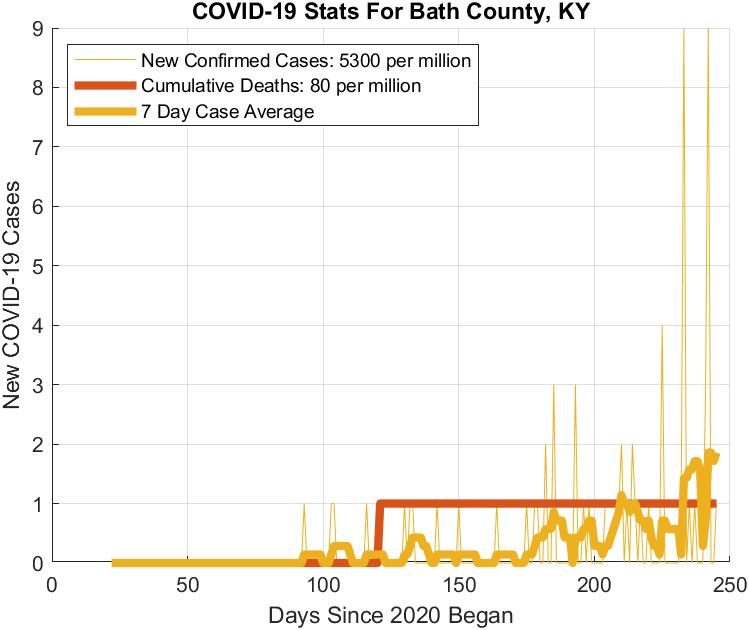 COVID-19 Stats For Bath County, KY
New Confirmed Cases: 5300 per million
Cumulative Deaths: 80 per million
7 Day Case Average
New COVID-19 Cases
9
8
7
6
5
4
3
2
1
0
0 50 100 150 200 250
Days Since 2020 Began